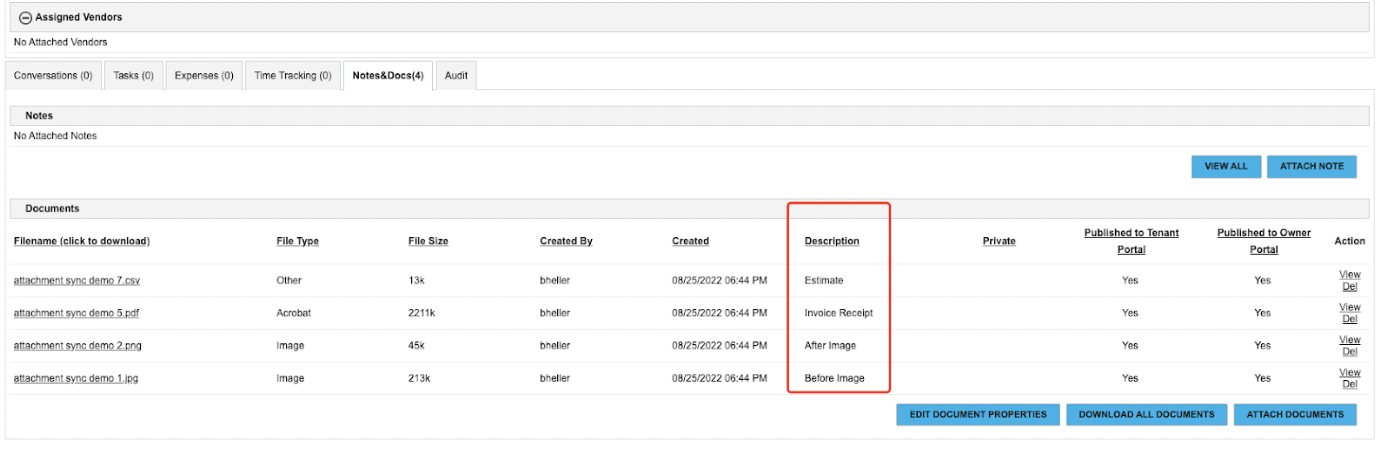 Assigned Vendors
No Attached Vendors
Conversations (0) Tasks (0) Expenses (0) Time Tracking (0) Notes&Docs(4) Audit
Notes
No Attached Notes
VIEW ALL ATTACH NOTE
Documents
Filename (click to download) File Type File Size Created By Created Description Private Published to Tenant Portal Published to Owner Portal Action
attachment sync demo 7.csv Other 13k bheller 08/25/2022 06:44 PM Estimate Yes Yes View Del
attachment sync demo 5.pdf Acrobat 2211k bheller 08/25/2022 06:44 PM Invoice Receipt Yes Yes View Del
attachment sync demo 2.png Image 45k bheller 08/25/2022 06:44 PM After Image Yes Yes View Del
attachment sync demo 1.jpg Image 213k bheller 08/25/2022 06:44 PM Before Image Yes Yes View Del
EDIT DOCUMENT PROPERTIES DOWNLOAD ALL DOCUMENTS ATTACH DOCUMENTS